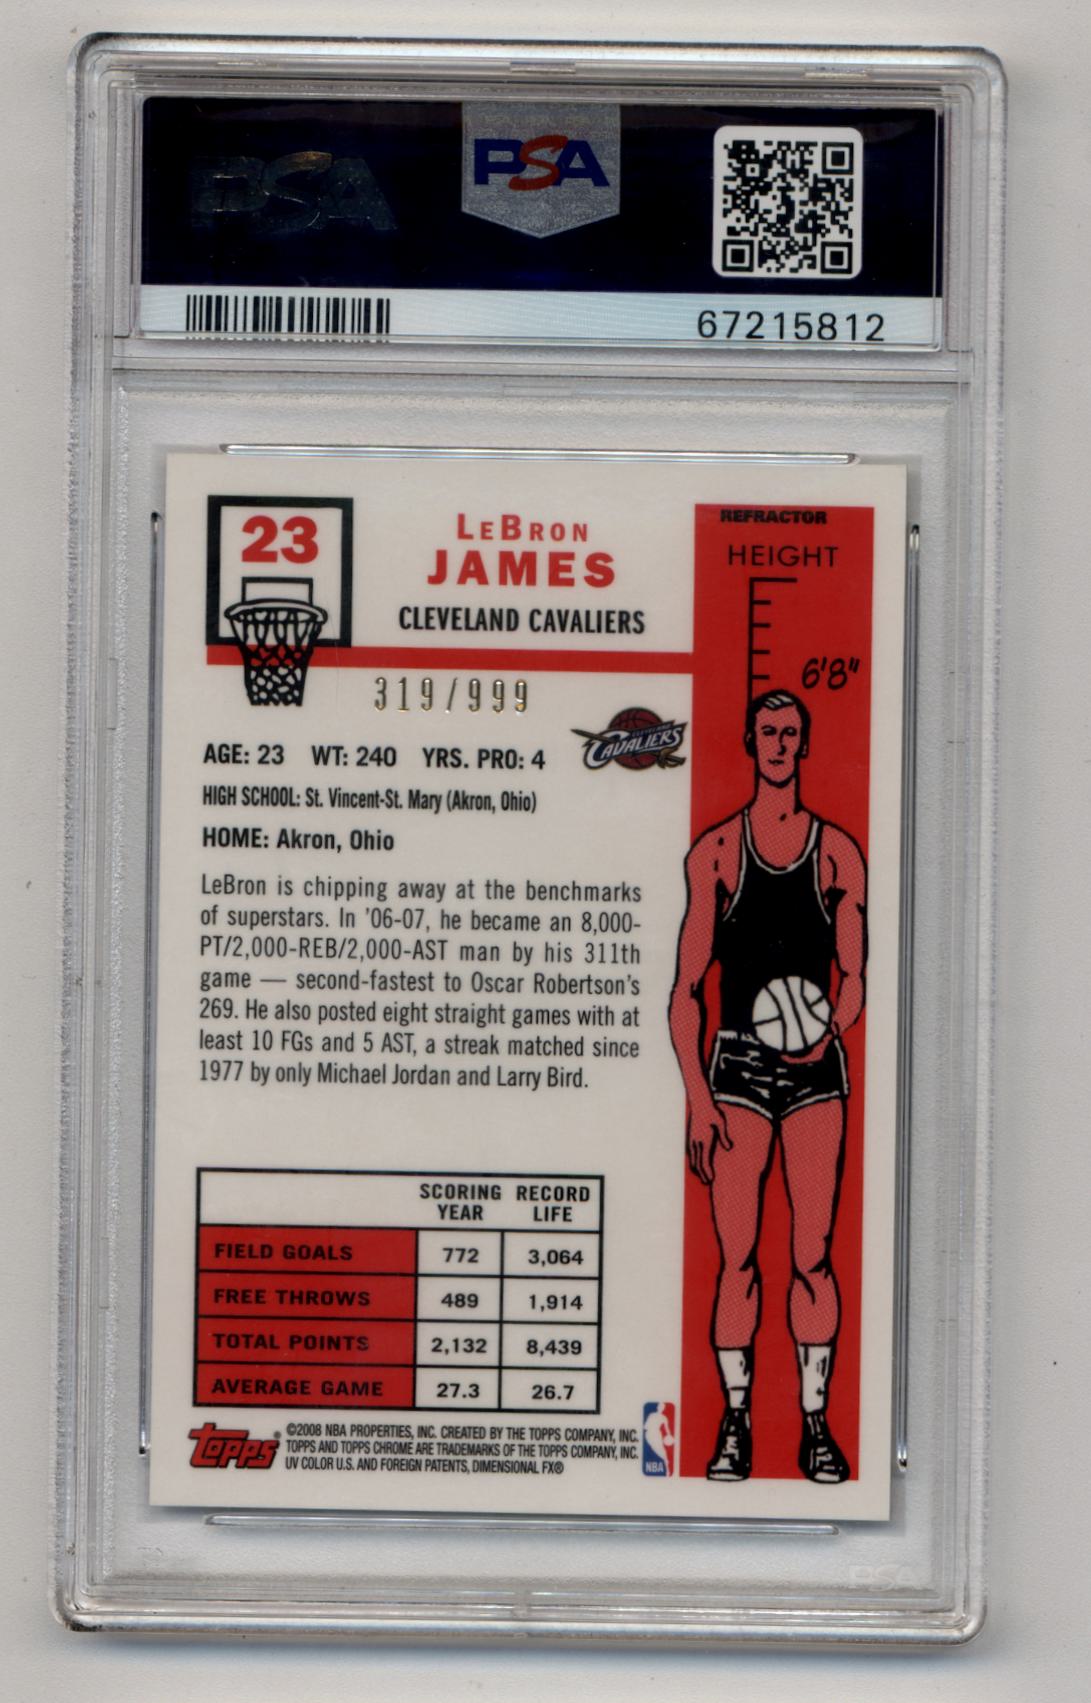 PSA
PSA
67215812
23
LEBRON
JAMES
CLEVELAND CAVALIERS
REFRACTOR
HEIGHT
6'8"
319/999
CAVALIERS
AGE: 23 WT: 240 YRS. PRO: 4
HIGH SCHOOL: St. Vincent-St. Mary (Akron, Ohio)
HOME: Akron, Ohio
LeBron is chipping away at the benchmarks
of superstars. In '06-07, he became an 8,000-
PT/2,000-REB/2,000-AST man by his 311th
game — second-fastest to Oscar Robertson's
269. He also posted eight straight games with at
least 10 FGs and 5 AST, a streak matched since
1977 by only Michael Jordan and Larry Bird.
SCORING RECORD
YEAR LIFE
FIELD GOALS 772 3,064
FREE THROWS 489 1,914
TOTAL POINTS 2,132 8,439
AVERAGE GAME 27.3 26.7
topps®
©2008 NBA PROPERTIES, INC. CREATED BY THE TOPPS COMPANY, INC.
TOPPS AND TOPPS CHROME ARE TRADEMARKS OF THE TOPPS COMPANY, INC.
UV COLOR U.S. AND FOREIGN PATENTS, DIMENSIONAL FX®
NBA
PSA